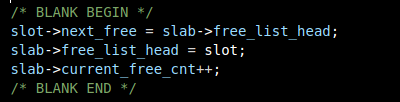 /* BLANK BEGIN */
slot->next_free = slab->free_list_head;
slab->free_list_head = slot;
slab->current_free_cnt++;
/* BLANK END */